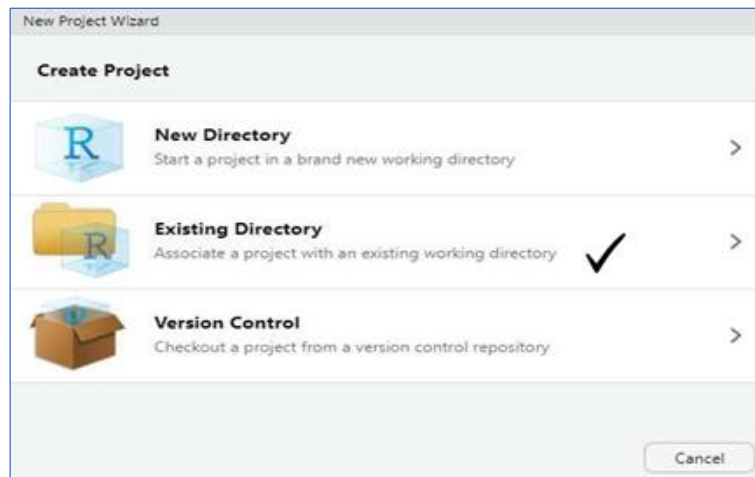 New Project Wizard
Create Project
R
New Directory
Start a project in a brand new working directory
R
Existing Directory
Associate a project with an existing working directory
Version Control
Checkout a project from a version control repository
Cancel